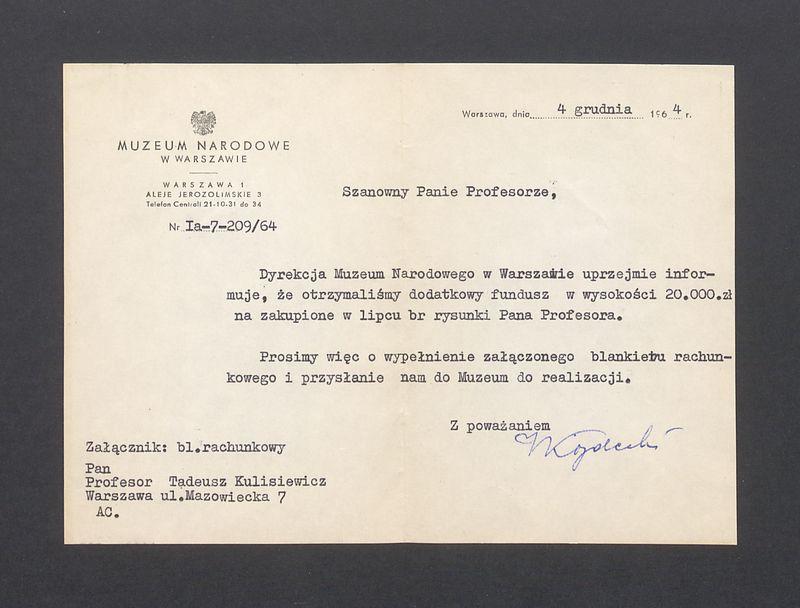 MUZEUM NARODOWE
W WARSZAWIE
WARSZAWA 1
ALEJE JEROZOLIMSKIE 3
Telefon Centrali 21-10-31 do 34
Nr Ia-7-209/64
Warszawa, dnia 4 grudnia 196 4 r.
Szanowny Panie Profesorze,
Dyrekcja Muzeum Narodowego w Warszawie uprzejmie infor-
muje, że otrzymaliśmy dodatkowy fundusz w wysokości 20.000.zł
na zakupione w lipcu br rysunki Pana Profesora.
Prosimy więc o wypełnienie załączonego blankietu rachun-
kowego i przysłanie nam do Muzeum do realizacji.
Z poważaniem
Załącznik: bl.rachunkowy
Pan
Profesor Tadeusz Kulisiewicz
Warszawa ul.Mazowiecka 7
AC.